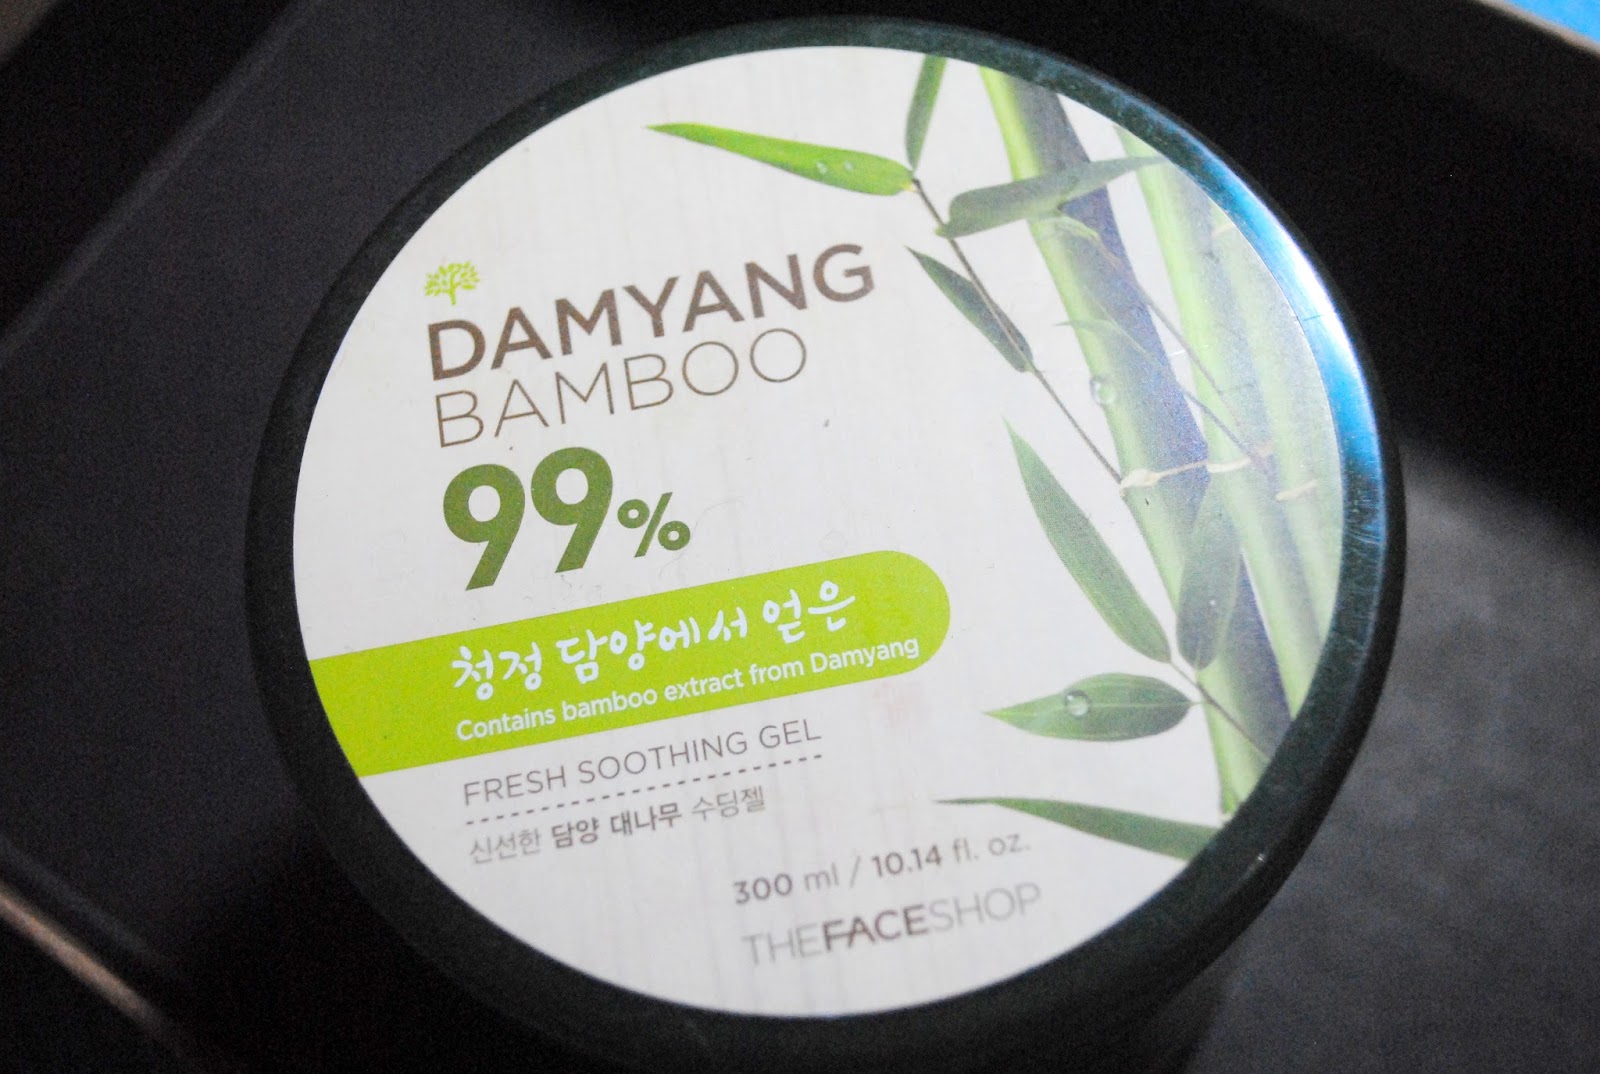 DAMYANG
BAMBOO
99%
청정 담양에서 얻은
Contains bamboo extract from Damyang
FRESH SOOTHING GEL
신선한 담양 대나무 수딩젤
300 ml / 10.14 fl. oz.
THEFACESHOP